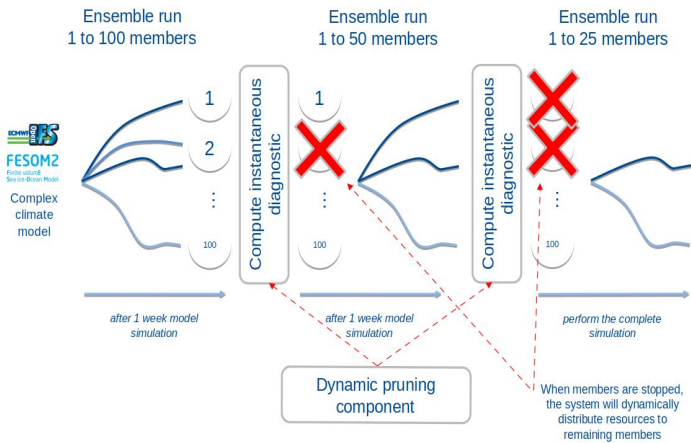 Ensemble run
1 to 100 members
Ensemble run
1 to 50 members
Ensemble run
1 to 25 members
ECMWF
Open
IFS
FESOM2
Finite volumE
Sea ice-Ocean Model
Complex
climate
model
1
2
...
100
Compute instantaneous
diagnostic
1
...
100
Compute instantaneous
diagnostic
...
100
after 1 week model
simulation
after 1 week model
simulation
perform the complete
simulation
Dynamic pruning
component
When members are stopped,
the system will dynamically
distribute resources to
remaining members